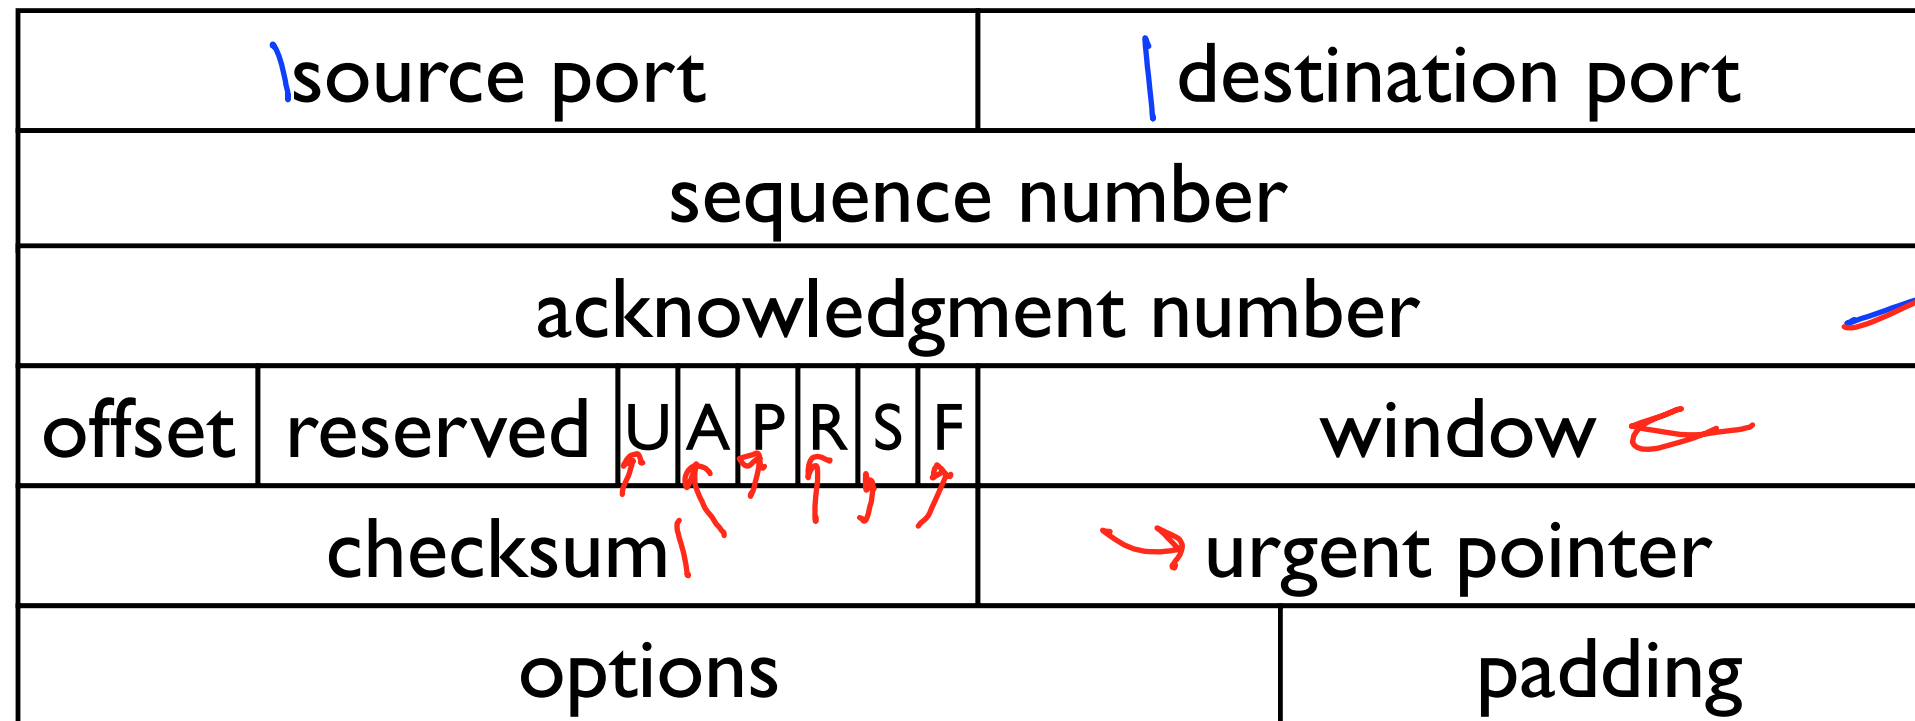 source port destination port
sequence number
acknowledgment number
offset reserved U A P R S F window
checksum urgent pointer
options padding